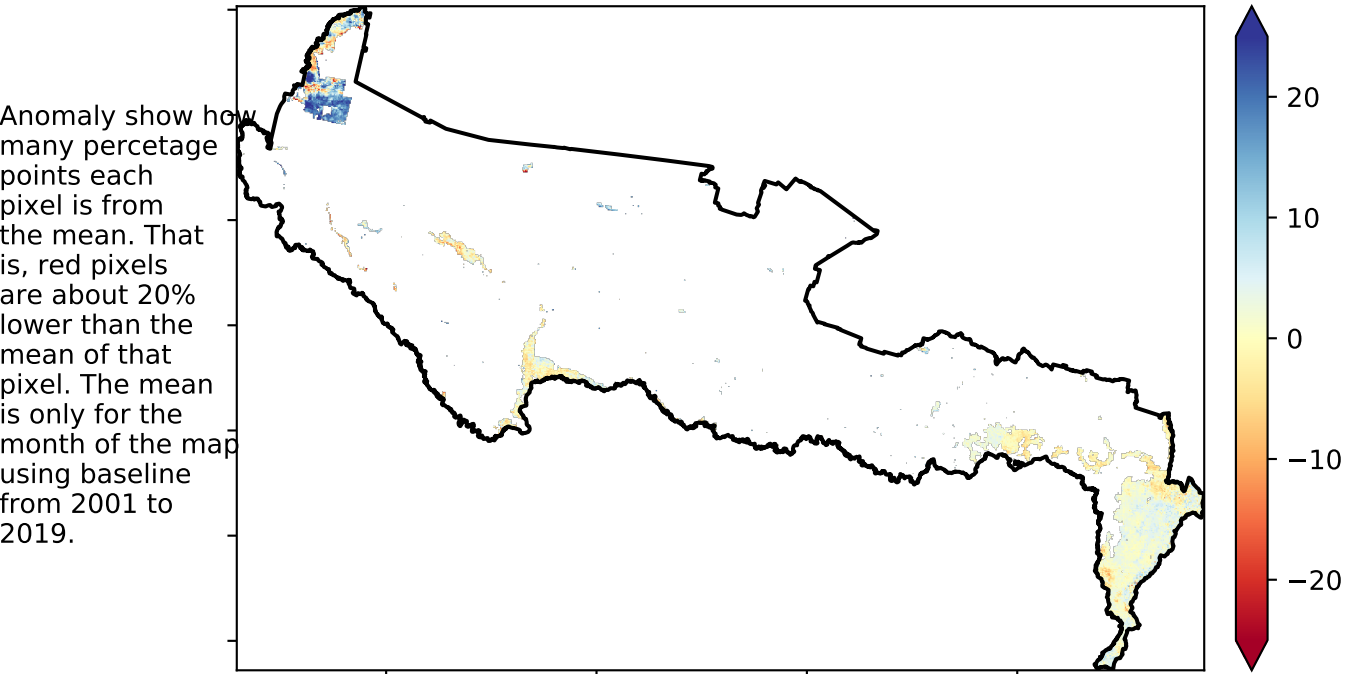 Anomaly show how
many percetage
points each
pixel is from
the mean. That
is, red pixels
are about 20%
lower than the
mean of that
pixel. The mean
is only for the
month of the map
using baseline
from 2001 to
2019.
20
10
0
−10
−20